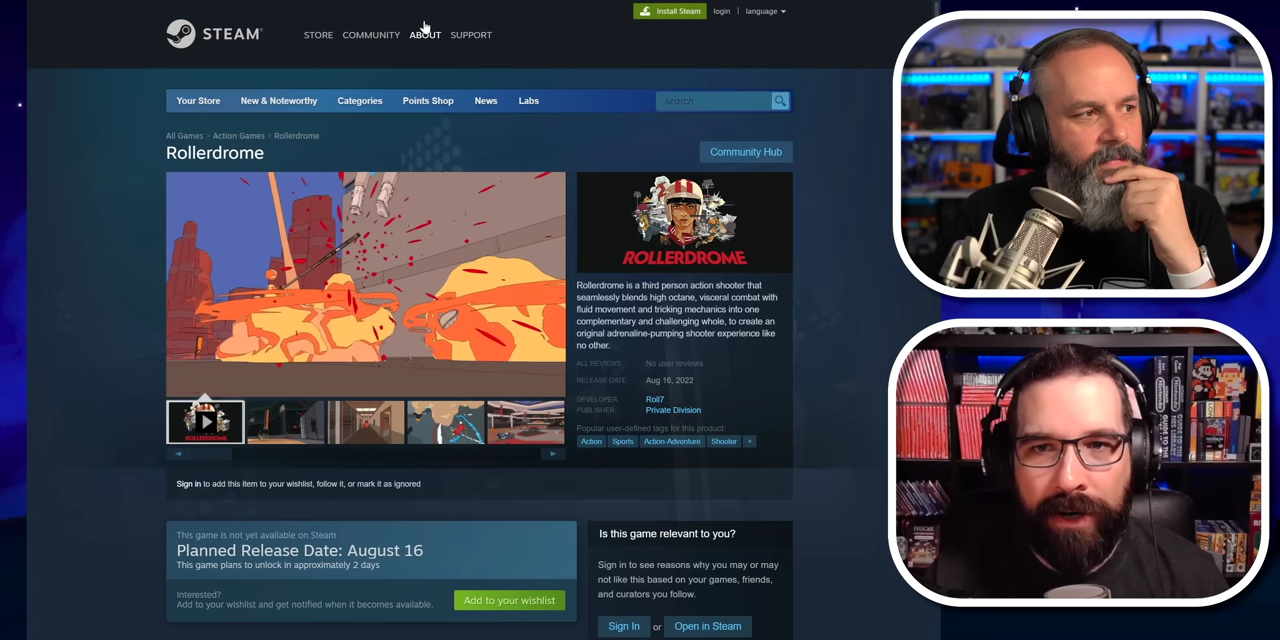 Install Steam
login | language
STEAM
STORE COMMUNITY ABOUT SUPPORT
Your Store New & Noteworthy Categories Points Shop News Labs
search
All Games > Action Games > Rollerdrome
Rollerdrome
Community Hub
ROLLERDROME
Rollerdrome is a third person action shooter that
seamlessly blends high octane, visceral combat with
fluid movement and tricking mechanics into one
complementary and challenging whole, to create an
original adrenaline-pumping shooter experience like
no other.
ALL REVIEWS: No user reviews
RELEASE DATE: Aug 16, 2022
DEVELOPER: Roll7
PUBLISHER: Private Division
Popular user-defined tags for this product:
Action Sports Action-Adventure Shooter +
ROLLERDROME
Sign in to add this item to your wishlist, follow it, or mark it as ignored
This game is not yet available on Steam
Planned Release Date: August 16
This game plans to unlock in approximately 2 days
Interested?
Add to your wishlist and get notified when it becomes available.
Add to your wishlist
Is this game relevant to you?
Sign in to see reasons why you may or may
not like this based on your games, friends,
and curators you follow.
Sign In or Open in Steam